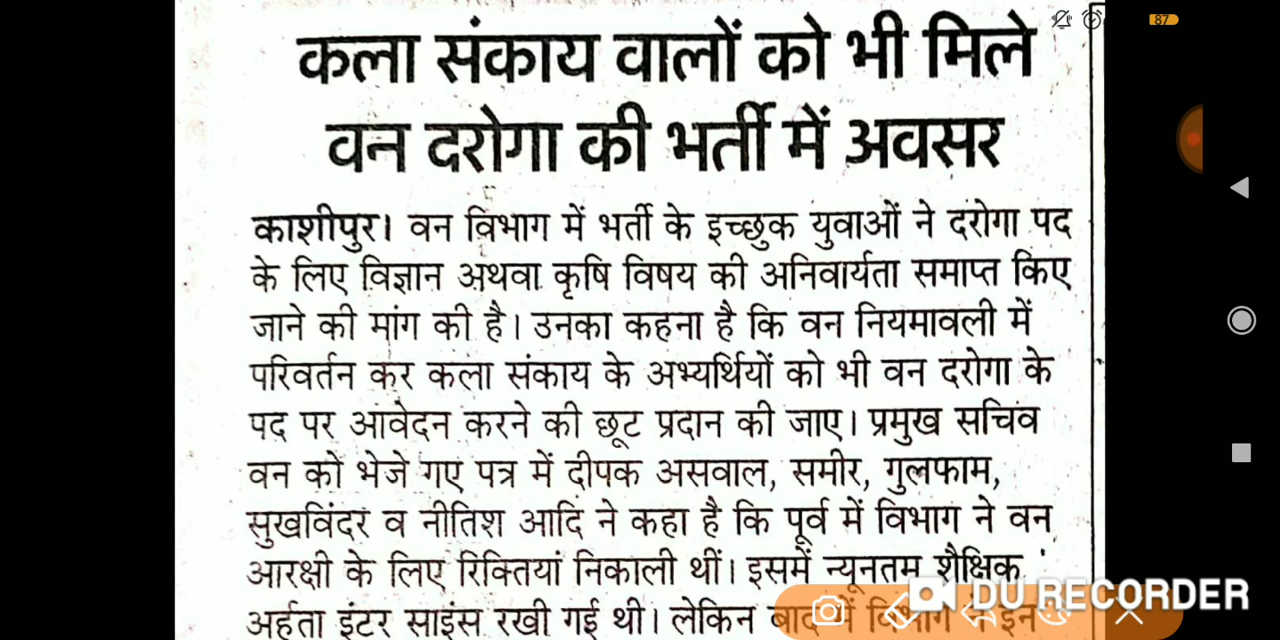 87
कला संकाय वालों को भी मिले
वन दरोगा की भर्ती में अवसर
काशीपुर। वन विभाग में भर्ती के इच्छुक युवाओं ने दरोगा पद
के लिए विज्ञान अथवा कृषि विषय की अनिवार्यता समाप्त किए
जाने की मांग की है। उनका कहना है कि वन नियमावली में
परिवर्तन कर कला संकाय के अभ्यर्थियों को भी वन दरोगा के
पद पर आवेदन करने की छूट प्रदान की जाए। प्रमुख सचिव
वन को भेजे गए पत्र में दीपक असवाल, समीर, गुलफाम,
सुखविंदर व नीतिश आदि ने कहा है कि पूर्व में विभाग ने वन
आरक्षी के लिए रिक्तियां निकाली थीं। इसमें न्यूनतम शैक्षिक
अर्हता इंटर साइंस रखी गई थी। लेकिन बाद में विभाग ने इन
DU RECORDER